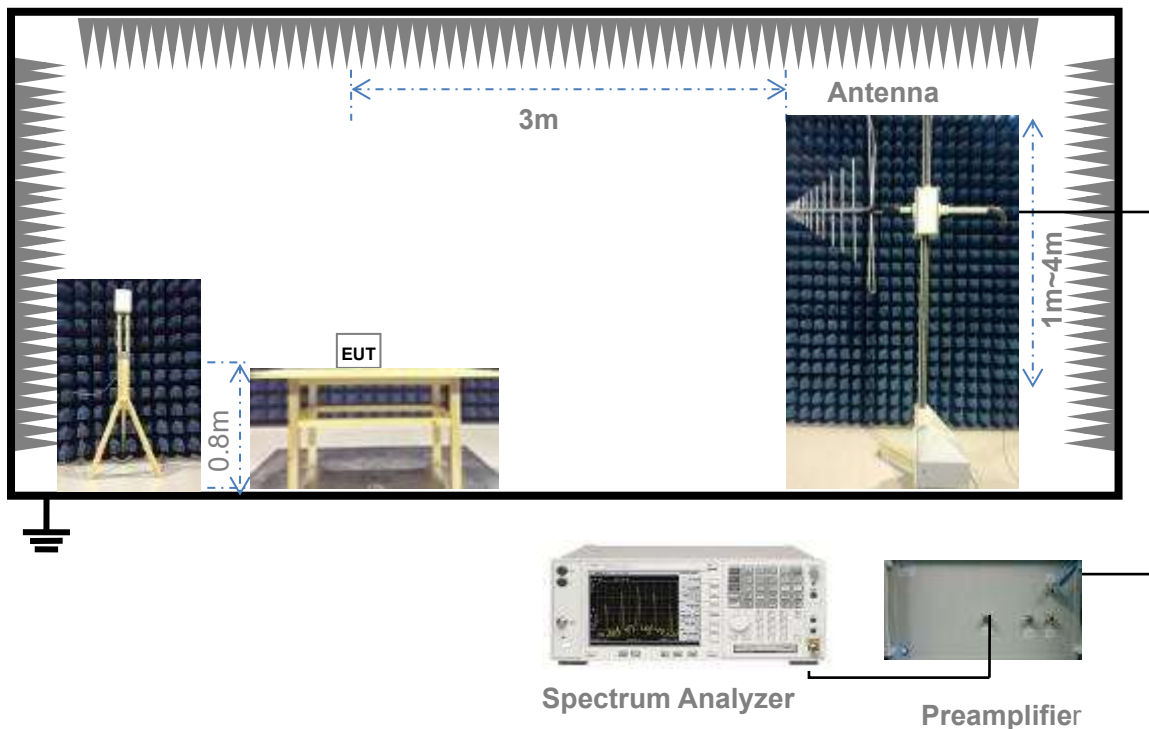 Antenna
3m
1m~4m
EUT
0.8m
Spectrum Analyzer
Preamplifier